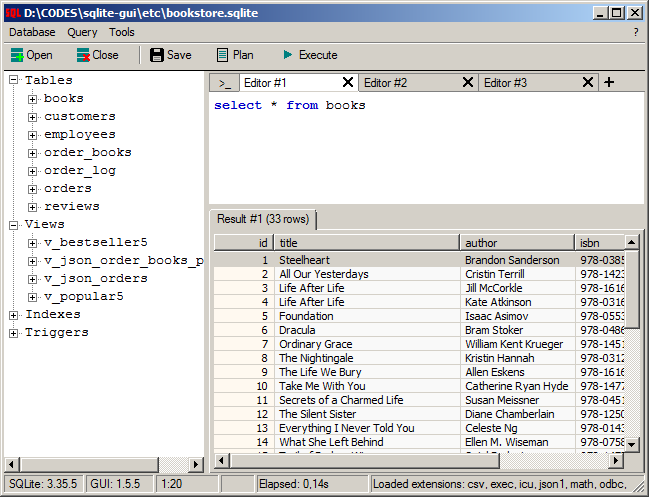 SQL D:\CODES\sqlite-gui\etc\bookstore.sqlite
Database Query Tools ?
Open Close Save Plan Execute
Tables
books
customers
employees
order_books
order_log
orders
reviews
Views
v_bestseller5
v_json_order_books_p
v_json_orders
v_popular5
Indexes
Triggers
>_ Editor #1 Editor #2 Editor #3 +
select * from books
Result #1 (33 rows)
id title author isbn
1 Steelheart Brandon Sanderson 978-0385
2 All Our Yesterdays Cristin Terrill 978-1423
3 Life After Life Jill McCorkle 978-1616
4 Life After Life Kate Atkinson 978-0316
5 Foundation Isaac Asimov 978-0553
6 Dracula Bram Stoker 978-0486
7 Ordinary Grace William Kent Krueger 978-1451
8 The Nightingale Kristin Hannah 978-0312
9 The Life We Bury Allen Eskens 978-1616
10 Take Me With You Catherine Ryan Hyde 978-1477
11 Secrets of a Charmed Life Susan Meissner 978-0451
12 The Silent Sister Diane Chamberlain 978-1250
13 Everything I Never Told You Celeste Ng 978-0143
14 What She Left Behind Ellen M. Wiseman 978-0758
SQLite: 3.35.5 GUI: 1.5.5 1:20 Elapsed: 0,14s Loaded extensions: csv, exec, icu, json1, math, odbc,